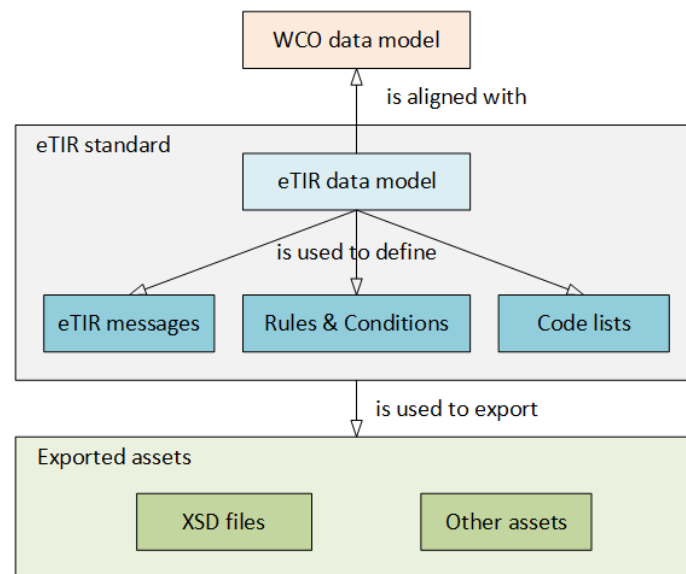 WCO data model
is aligned with
eTIR standard
eTIR data model
is used to define
eTIR messages
Rules & Conditions
Code lists
is used to export
Exported assets
XSD files
Other assets